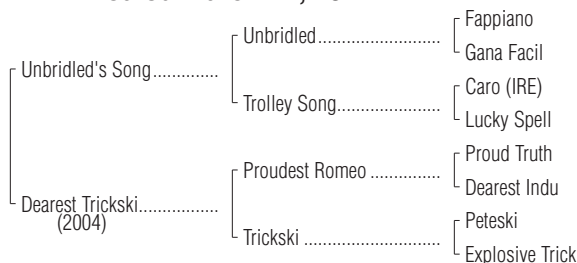 Fappiano
Unbridled..............................
Gana Facil
Unbridled's Song................
Caro (IRE)
Trolley Song.........................
Lucky Spell
Proud Truth
Proudest Romeo .................
Dearest Indu
Dearest Trickski....................
(2004)
Peteski
Trickski .................................
Explosive Trick